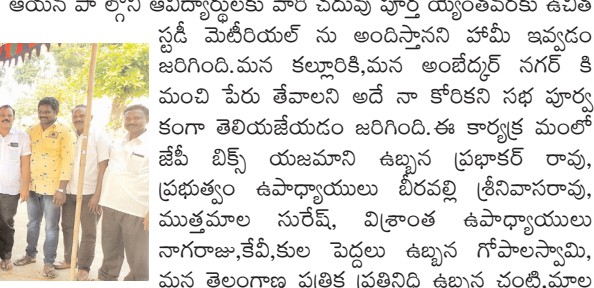 ఆయన పా ల్గొని ఆవిద్యార్థులకు వారి చదువు పూర్త య్యేంతవరకు ఉచిత
స్టడీ మెటీరియల్ ను అందిస్తానని హామీ ఇవ్వడం
జరిగింది.మన కల్లూరికి,మన అంబేద్కర్ నగర్ కి
మంచి పేరు తేవాలని అదే నా కోరికని సభ పూర్వ
కంగా తెలియజేయడం జరిగింది.ఈ కార్యక్ర మంలో
జేపీ బిక్స్ యజమాని ఉబ్బన ప్రభాకర్ రావు,
ప్రభుత్వం ఉపాధ్యాయులు బీరవల్లి శ్రీనివాసరావు,
ముత్తమాల సురేష్, విశ్రాంత ఉపాధ్యాయులు
నాగరాజు,కేవీ,కుల పెద్దలు ఉబ్బన గోపాలస్వామి,
మన తెలంగాణ పత్రిక ప్రతినిధి ఉబ్బన చంటి,మాల